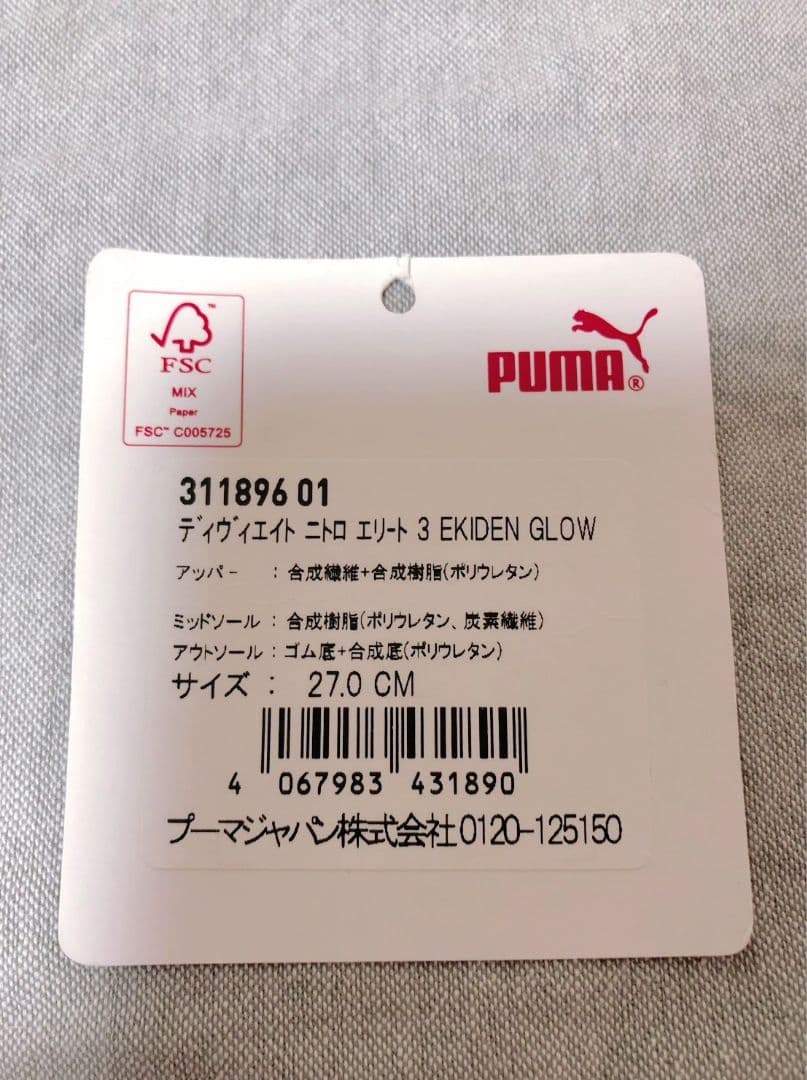 FSC
MIX
Paper
FSC™ C005725
PUMA®
311896 01
ディヴィエイト ニトロ エリート 3 EKIDEN GLOW
アッパー : 合成繊維+合成樹脂(ポリウレタン)
ミッドソール : 合成樹脂(ポリウレタン、炭素繊維)
アウトソール : ゴム底+合成底(ポリウレタン)
サイズ : 27.0 CM
4 067983 431890
プーマジャパン株式会社0120-125150